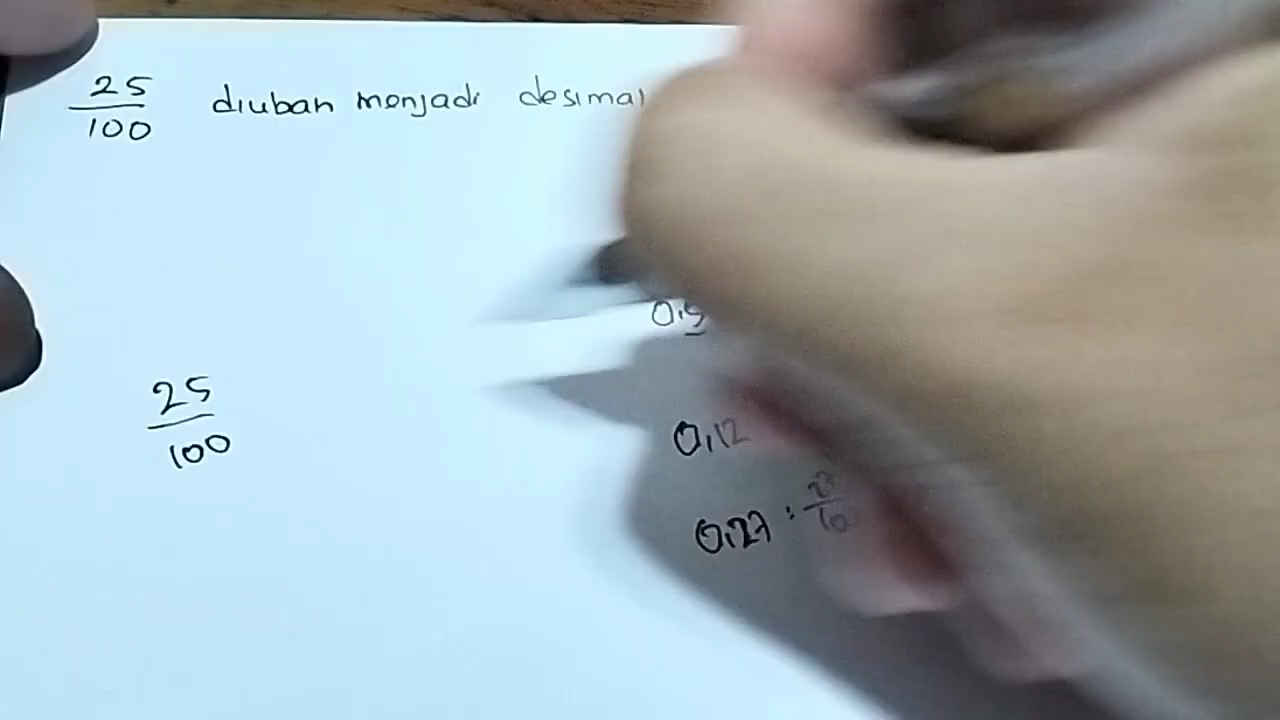 25/100 diuban menjadi desimal
0,5
25/100
0,12
0,27 :